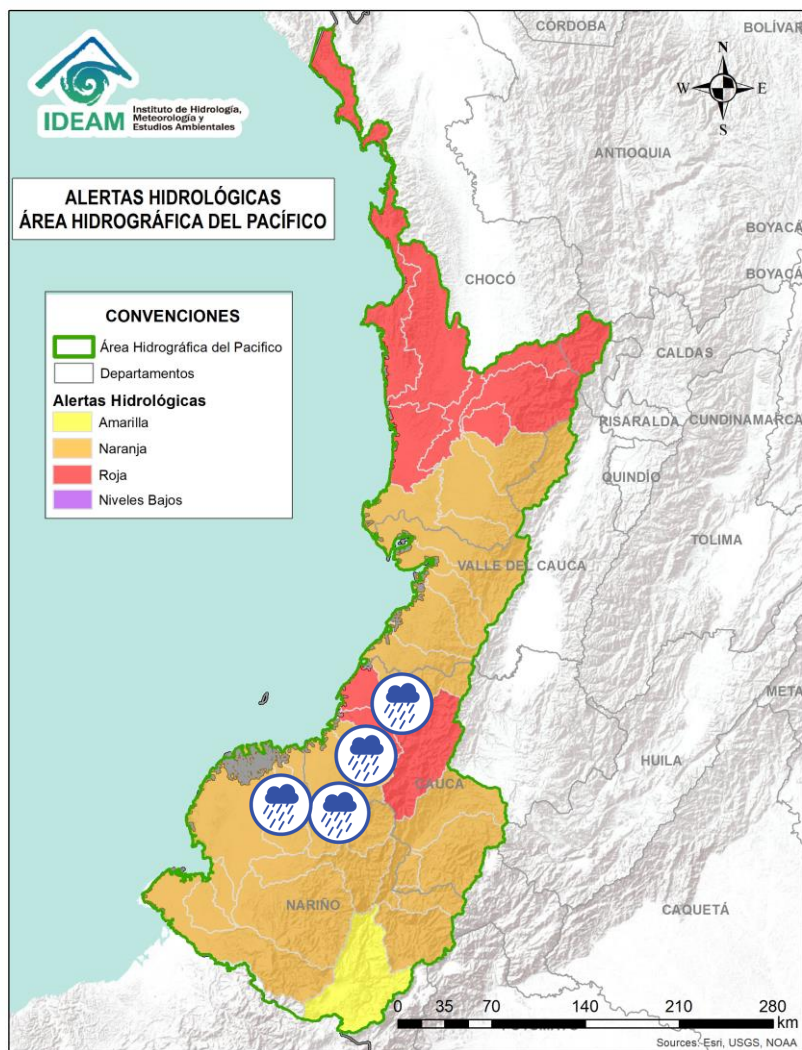 IDEAM
Instituto de Hidrología,
Meteorología y
Estudios Ambientales
ALERTAS HIDROLÓGICAS
ÁREA HIDROGRÁFICA DEL PACÍFICO
CONVENCIONES
Área Hidrográfica del Pacifico
Departamentos
Alertas Hidrológicas
Amarilla
Naranja
Roja
Niveles Bajos
N
W
E
S
CÓRDOBA
BOLÍVAR
ANTIOQUIA
BOYACÁ
BOYACÁ
CHOCÓ
CALDAS
RISARALDA
CUNDINAMARCA
QUINDÍO
TOLIMA
VALLE DEL CAUCA
META
HUILA
CAUCA
NARIÑO
CAQUETÁ
0 35 70 140 210 280
km
Sources: Esri, USGS, NOAA